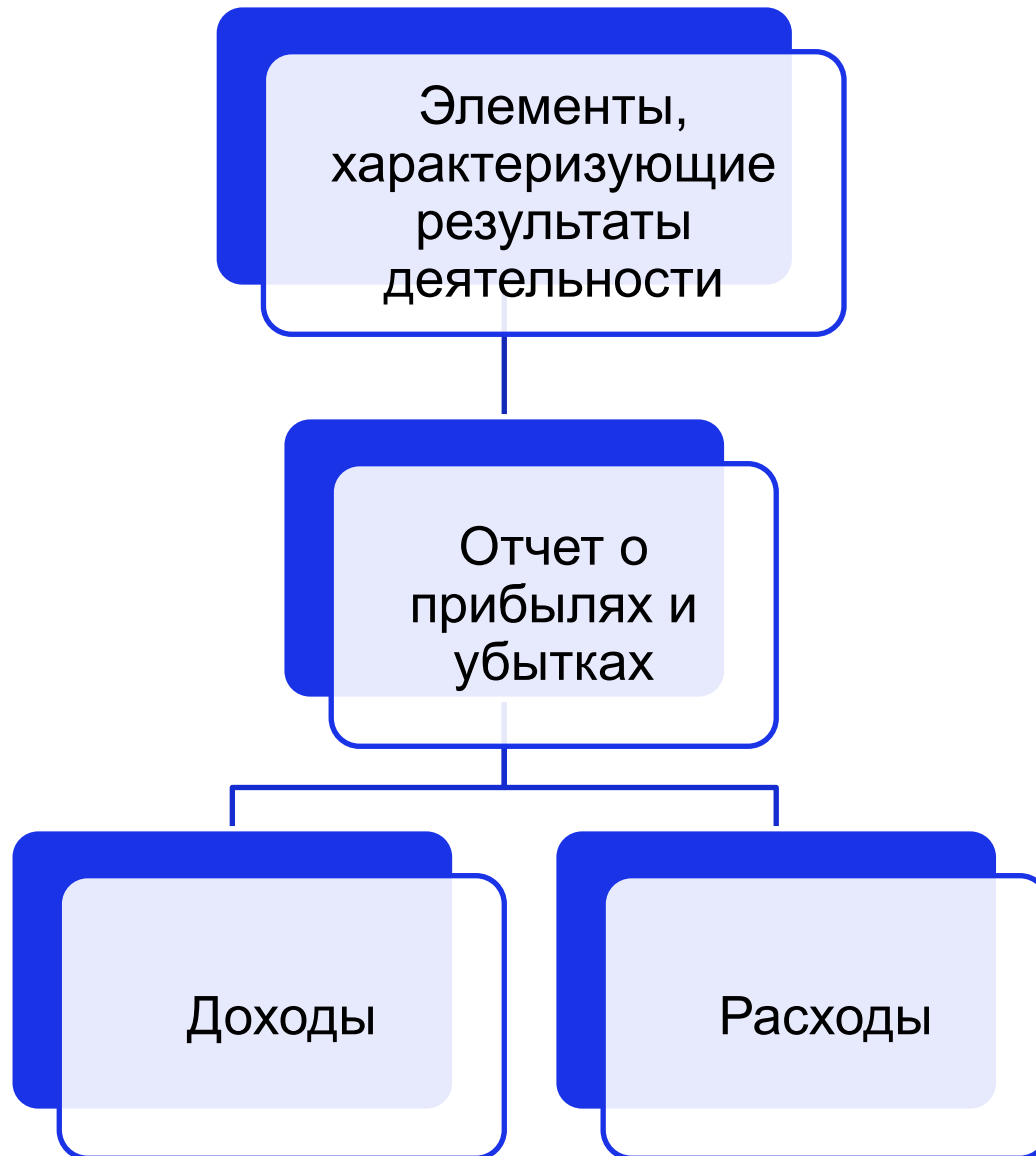 Элементы,
характеризующие
результаты
деятельности
Отчет о
прибылях и
убытках
Доходы
Расходы